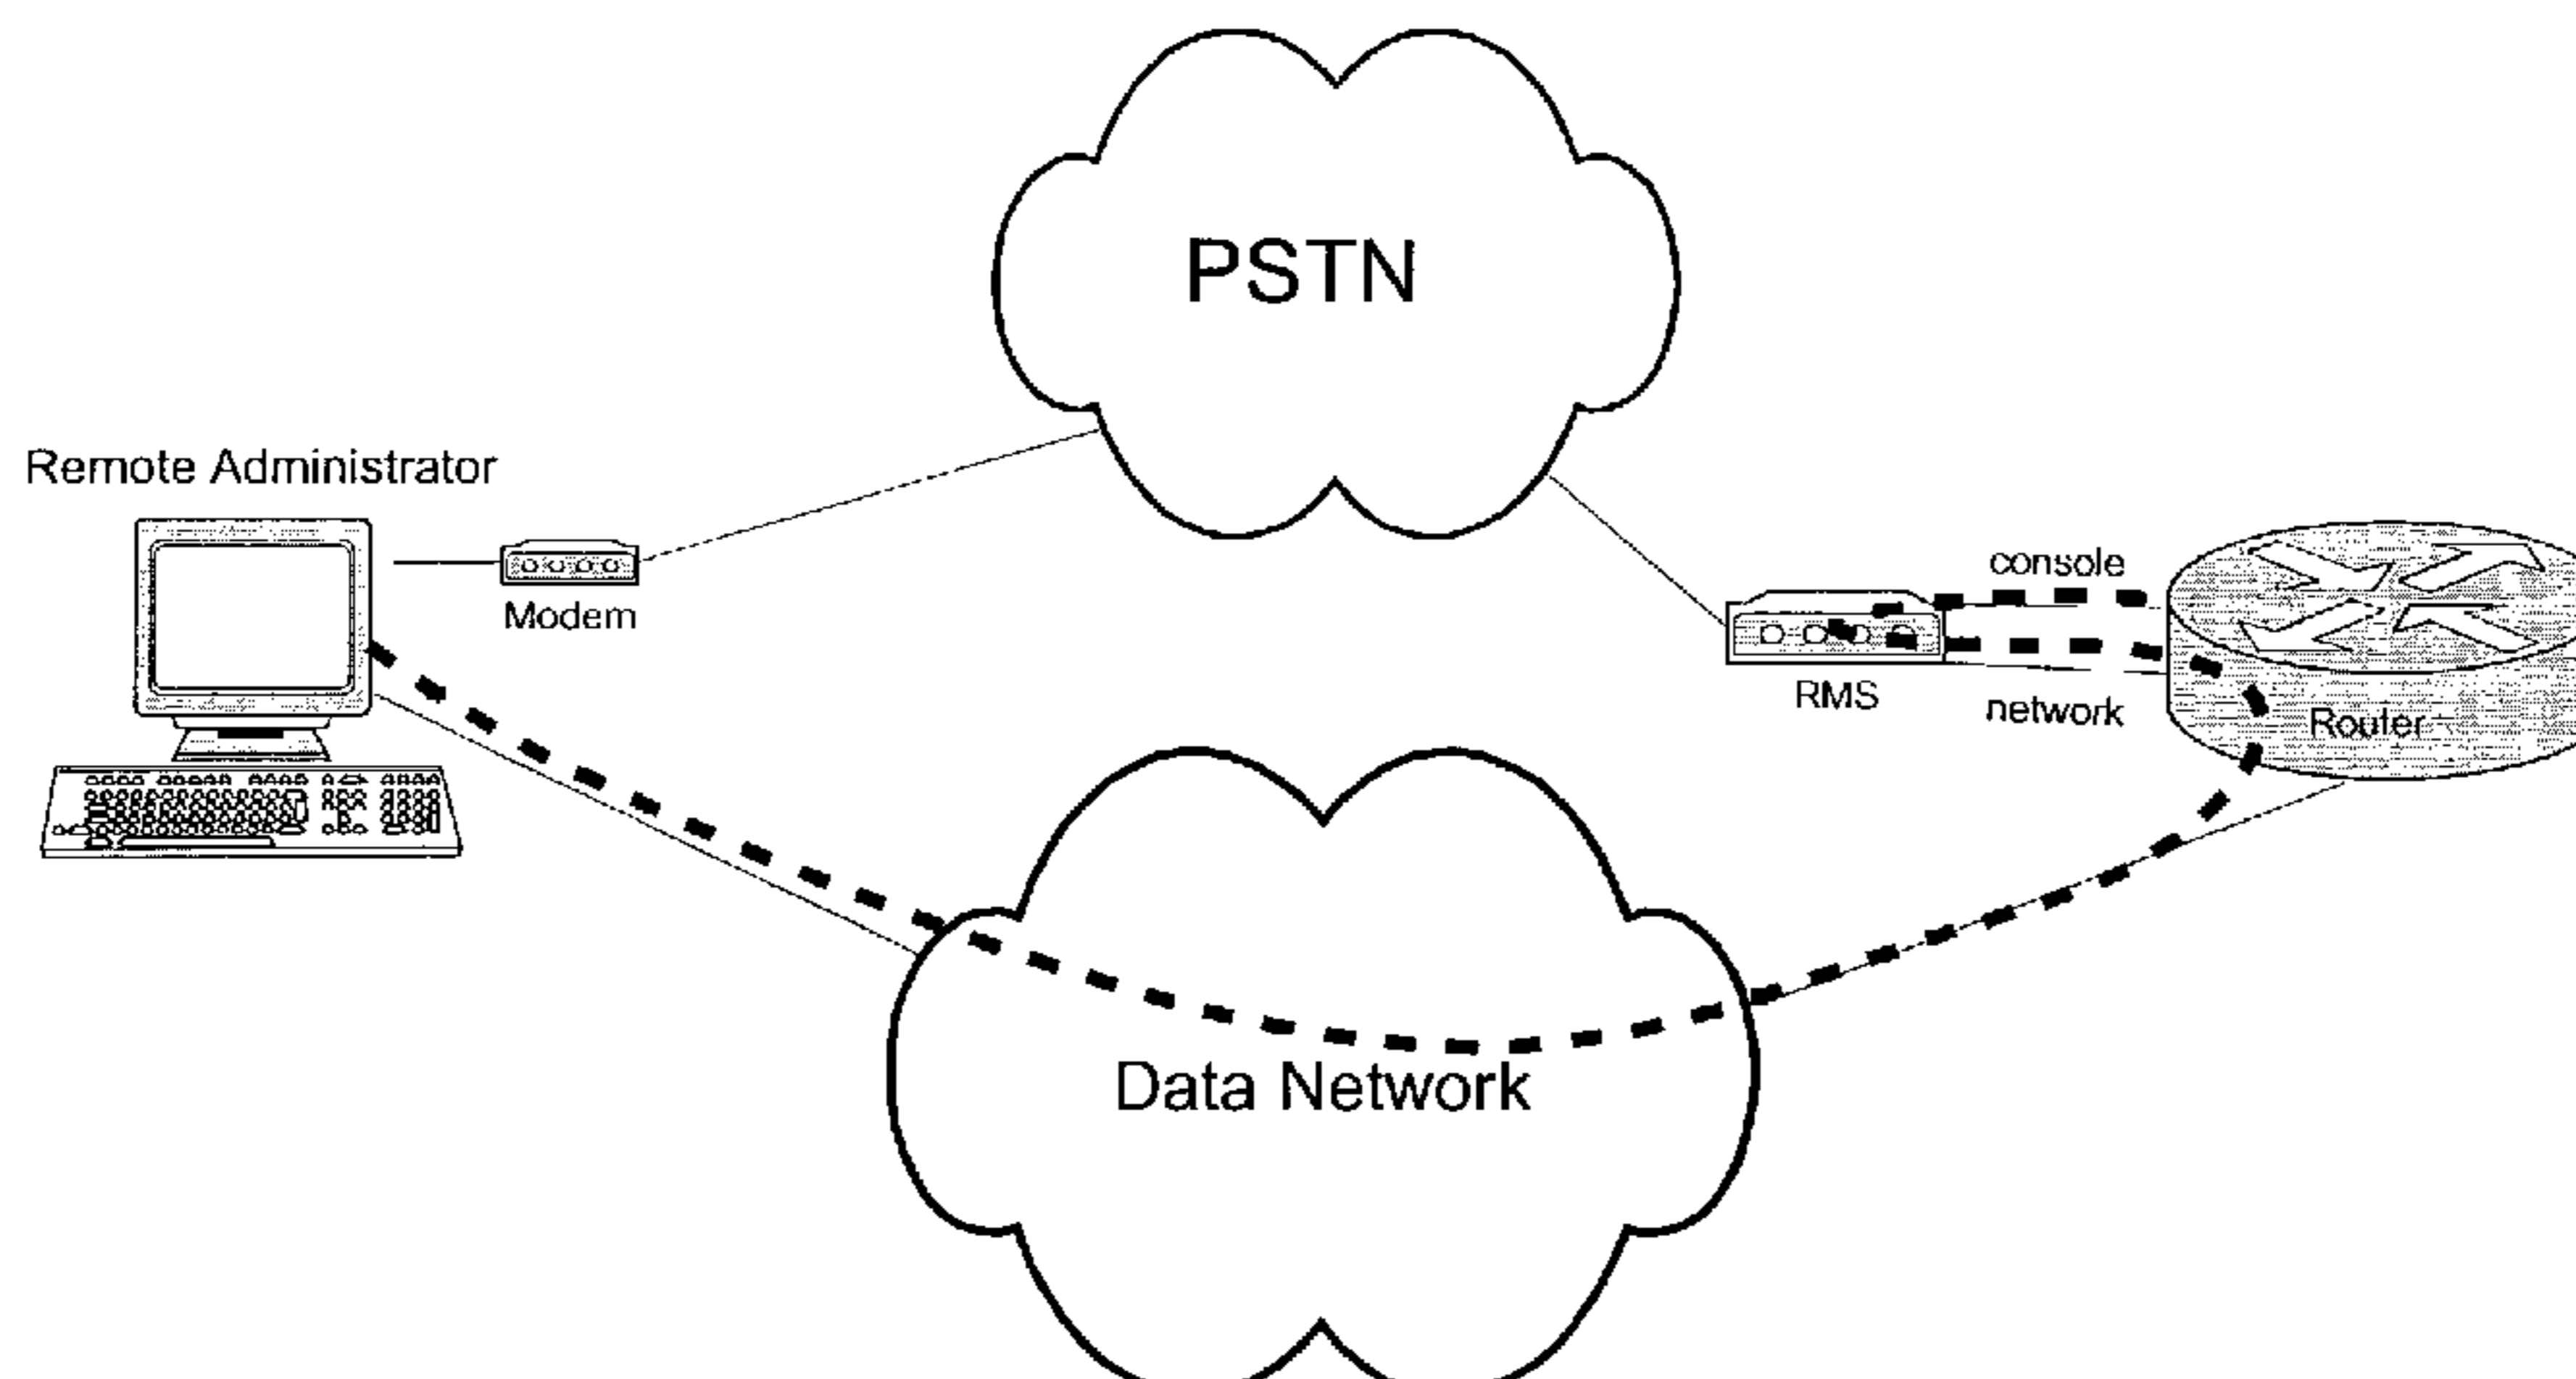 PSTN
Remote Administrator
Modem
console
RMS
network
Router
Data Network